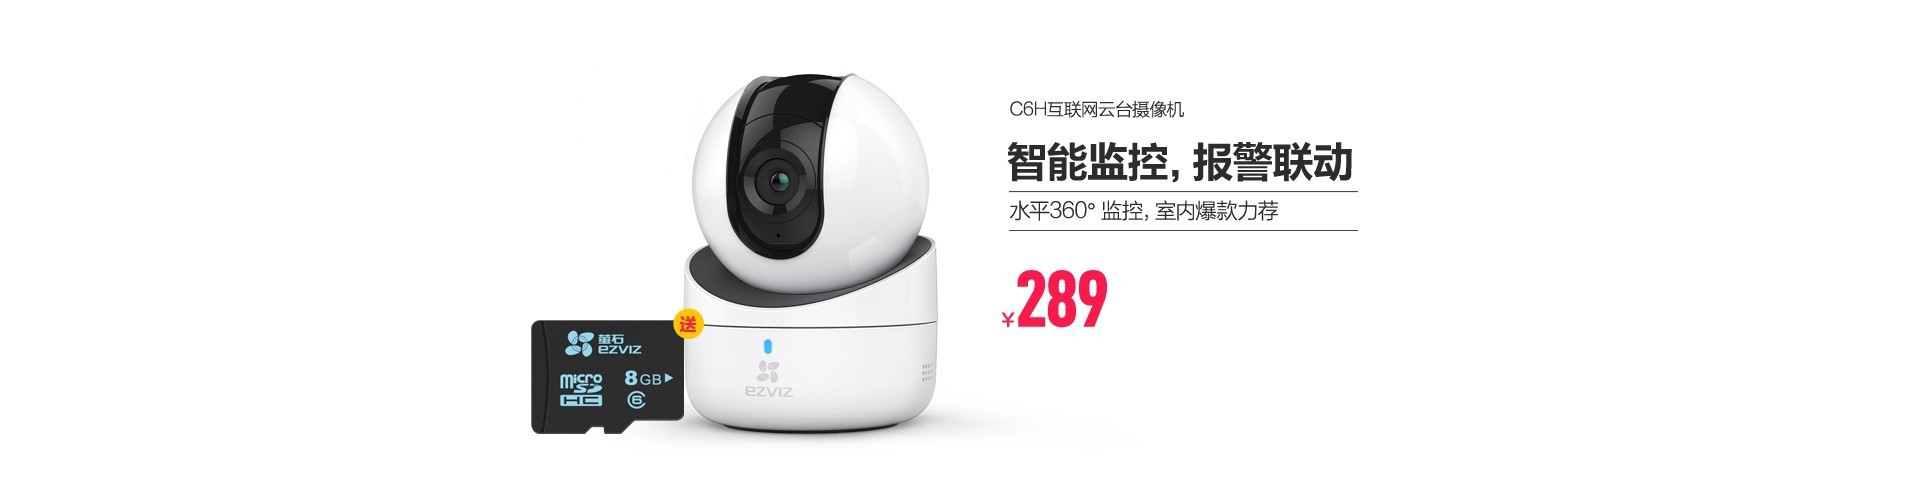 C6H互联网云台摄像机
智能监控，报警联动
水平360° 监控, 室内爆款力荐
¥289
送
萤石
ezviz
micro
SD
HC
8GB
6
ezviz